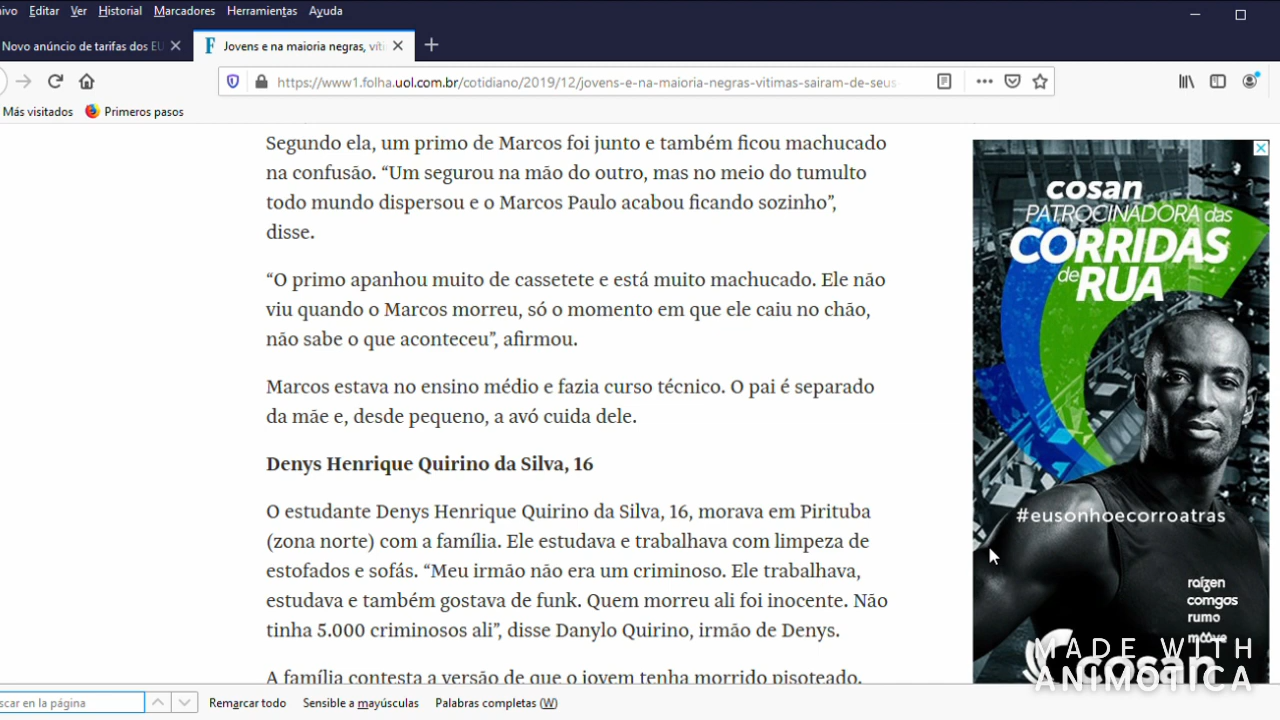 ivo Editar Ver Historial Marcadores Herramientas Ayuda
Novo anúncio de tarifas dos EU
Jovens e na maioria negras, víti
https://www1.folha.uol.com.br/cotidiano/2019/12/jovens-e-na-maioria-negras-vitimas-sairam-de-seus-
Más visitados Primeros pasos
Segundo ela, um primo de Marcos foi junto e também ficou machucado
na confusão. “Um segurou na mão do outro, mas no meio do tumulto
todo mundo dispersou e o Marcos Paulo acabou ficando sozinho”,
disse.
“O primo apanhou muito de cassetete e está muito machucado. Ele não
viu quando o Marcos morreu, só o momento em que ele caiu no chão,
não sabe o que aconteceu”, afirmou.
Marcos estava no ensino médio e fazia curso técnico. O pai é separado
da mãe e, desde pequeno, a avó cuida dele.
Denys Henrique Quirino da Silva, 16
O estudante Denys Henrique Quirino da Silva, 16, morava em Pirituba
(zona norte) com a família. Ele estudava e trabalhava com limpeza de
estofados e sofás. “Meu irmão não era um criminoso. Ele trabalhava,
estudava e também gostava de funk. Quem morreu ali foi inocente. Não
tinha 5.000 criminosos ali”, disse Danylo Quirino, irmão de Denys.
A família contesta a versão de que o jovem tenha morrido pisoteado.
cosan
PATROCINADORA das
CORRIDAS
de RUA
#eusonhoecorroatras
raízen
comgas
rumo
moove
cosan
MADE WITH
ANIMOTICA
scar en la página
Remarcar todo Sensible a mayúsculas Palabras completas (W)